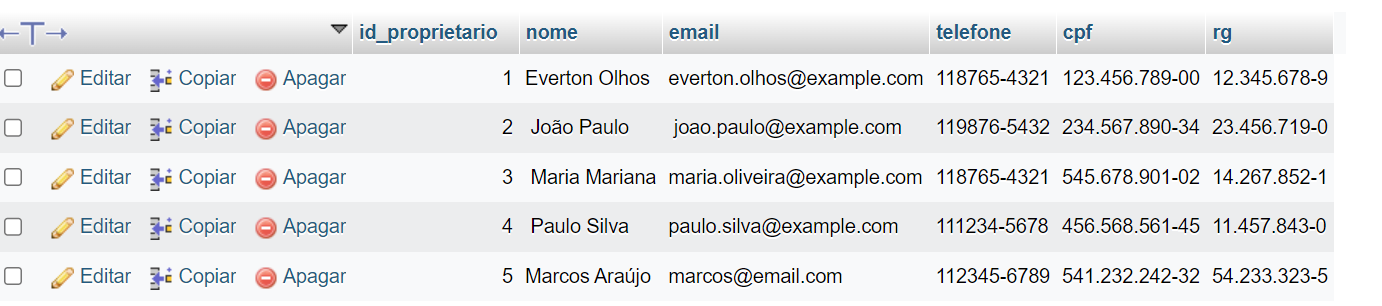 ←T→ id_proprietario nome email telefone cpf rg
Editar Copiar Apagar 1 Everton Olhos everton.olhos@example.com 118765-4321 123.456.789-00 12.345.678-9
Editar Copiar Apagar 2 João Paulo joao.paulo@example.com 119876-5432 234.567.890-34 23.456.719-0
Editar Copiar Apagar 3 Maria Mariana maria.oliveira@example.com 118765-4321 545.678.901-02 14.267.852-1
Editar Copiar Apagar 4 Paulo Silva paulo.silva@example.com 111234-5678 456.568.561-45 11.457.843-0
Editar Copiar Apagar 5 Marcos Araújo marcos@email.com 112345-6789 541.232.242-32 54.233.323-5